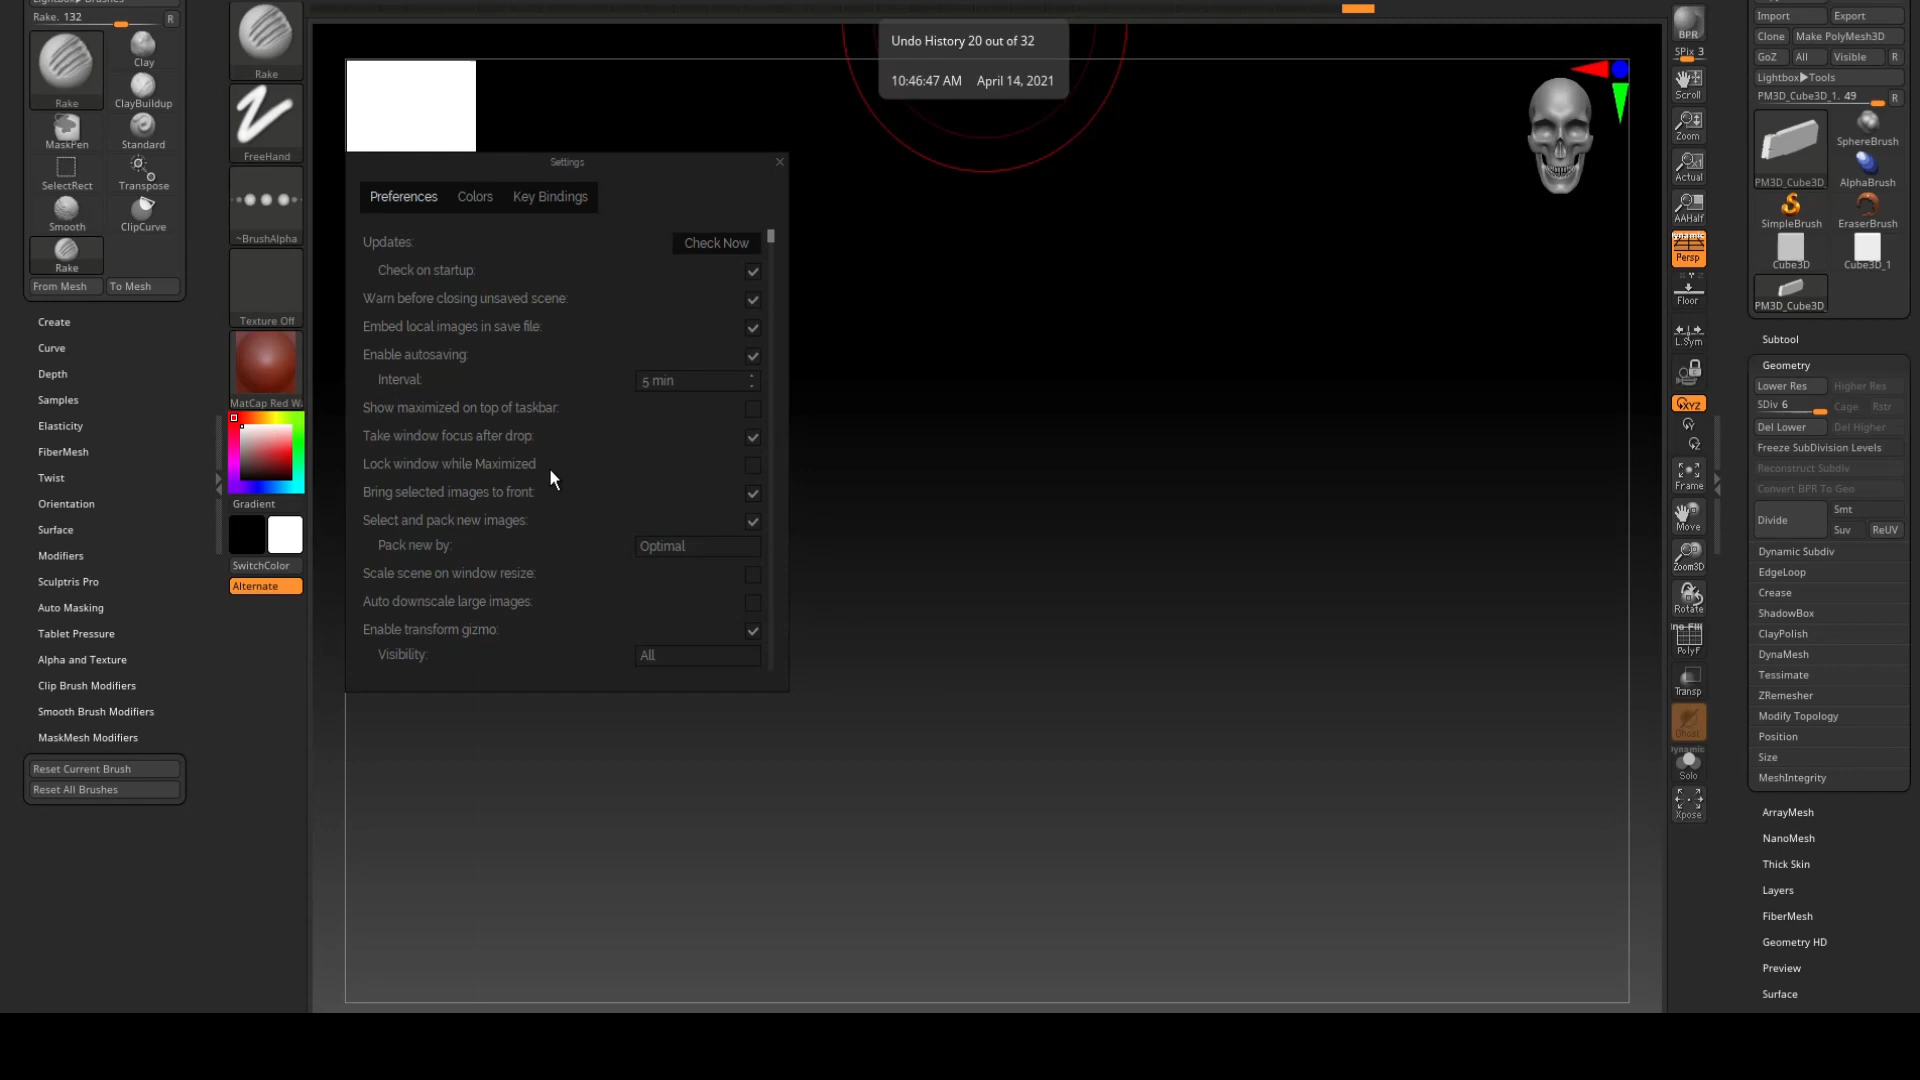 LightBox▶Brushes
Rake. 132
R
Rake
Clay
ClayBuildup
MaskPen
Standard
SelectRect
Transpose
Smooth
ClipCurve
Rake
From Mesh
To Mesh
Create
Curve
Depth
Samples
Elasticity
FiberMesh
Twist
Orientation
Surface
Modifiers
Sculptris Pro
Auto Masking
Tablet Pressure
Alpha and Texture
Clip Brush Modifiers
Smooth Brush Modifiers
MaskMesh Modifiers
Reset Current Brush
Reset All Brushes
Rake
FreeHand
~BrushAlpha
Texture Off
MatCap Red W
Gradient
SwitchColor
Alternate
Undo History 20 out of 32
10:46:47 AM April 14, 2021
Settings
Preferences
Colors
Key Bindings
Updates:
Check Now
Check on startup:
Warn before closing unsaved scene:
Embed local images in save file:
Enable autosaving:
Interval:
5 min
Show maximized on top of taskbar:
Take window focus after drop:
Lock window while Maximized
Bring selected images to front:
Select and pack new images:
Pack new by:
Optimal
Scale scene on window resize:
Auto downscale large images:
Enable transform gizmo:
Visibility:
All
BPR
SPix 3
Scroll
Zoom
Actual
AAHalf
Dynamic
Persp
Floor
L.Sym
XYZ
Frame
Move
Zoom3D
Rotate
PolyF
Transp
Ghost
Dynamic
Solo
Xpose
Import
Export
Clone
Make PolyMesh3D
GoZ
All
Visible
R
Lightbox▶Tools
PM3D_Cube3D_1. 49
R
PM3D_Cube3D_
SphereBrush
AlphaBrush
SimpleBrush
EraserBrush
Cube3D
Cube3D_1
PM3D_Cube3D_
Subtool
Geometry
Lower Res
Higher Res
SDiv 6
Cage
Rstr
Del Lower
Del Higher
Freeze SubDivision Levels
Reconstruct Subdiv
Convert BPR To Geo
Divide
Smt
Suv
ReUV
Dynamic Subdiv
EdgeLoop
Crease
ShadowBox
ClayPolish
DynaMesh
Tessimate
ZRemesher
Modify Topology
Position
Size
MeshIntegrity
ArrayMesh
NanoMesh
Thick Skin
Layers
FiberMesh
Geometry HD
Preview
Surface